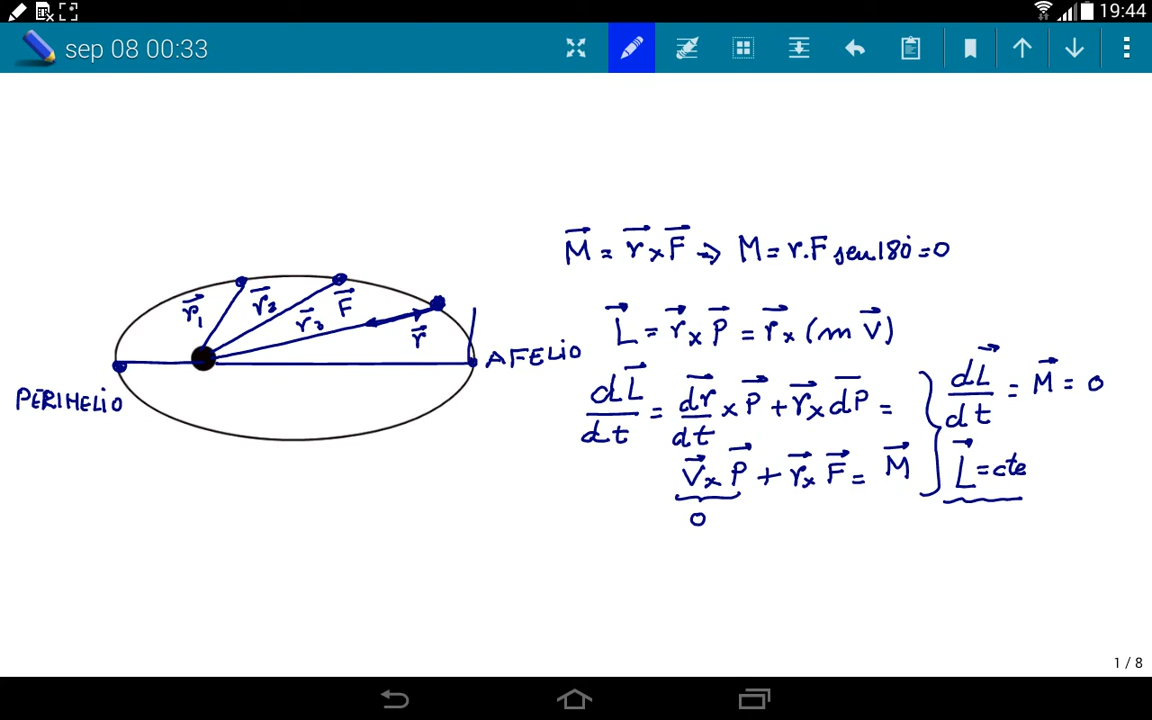 19:44
sep 08 00:33
M⃗ = r⃗ x F⃗ → M = r.F sen180° = 0
r⃗₁
r⃗₂
r⃗₃
F⃗
r⃗
AFELIO
PERIHELIO
L⃗ = r⃗ x P⃗ = r⃗ x (m v⃗)
dL⃗/dt = dr⃗/dt x P⃗ + r⃗ x dP̅ =
v⃗ x P⃗ + r⃗ x F⃗ = M⃗
0
dL⃗/dt = M⃗ = 0
L⃗ = cte
1 / 8